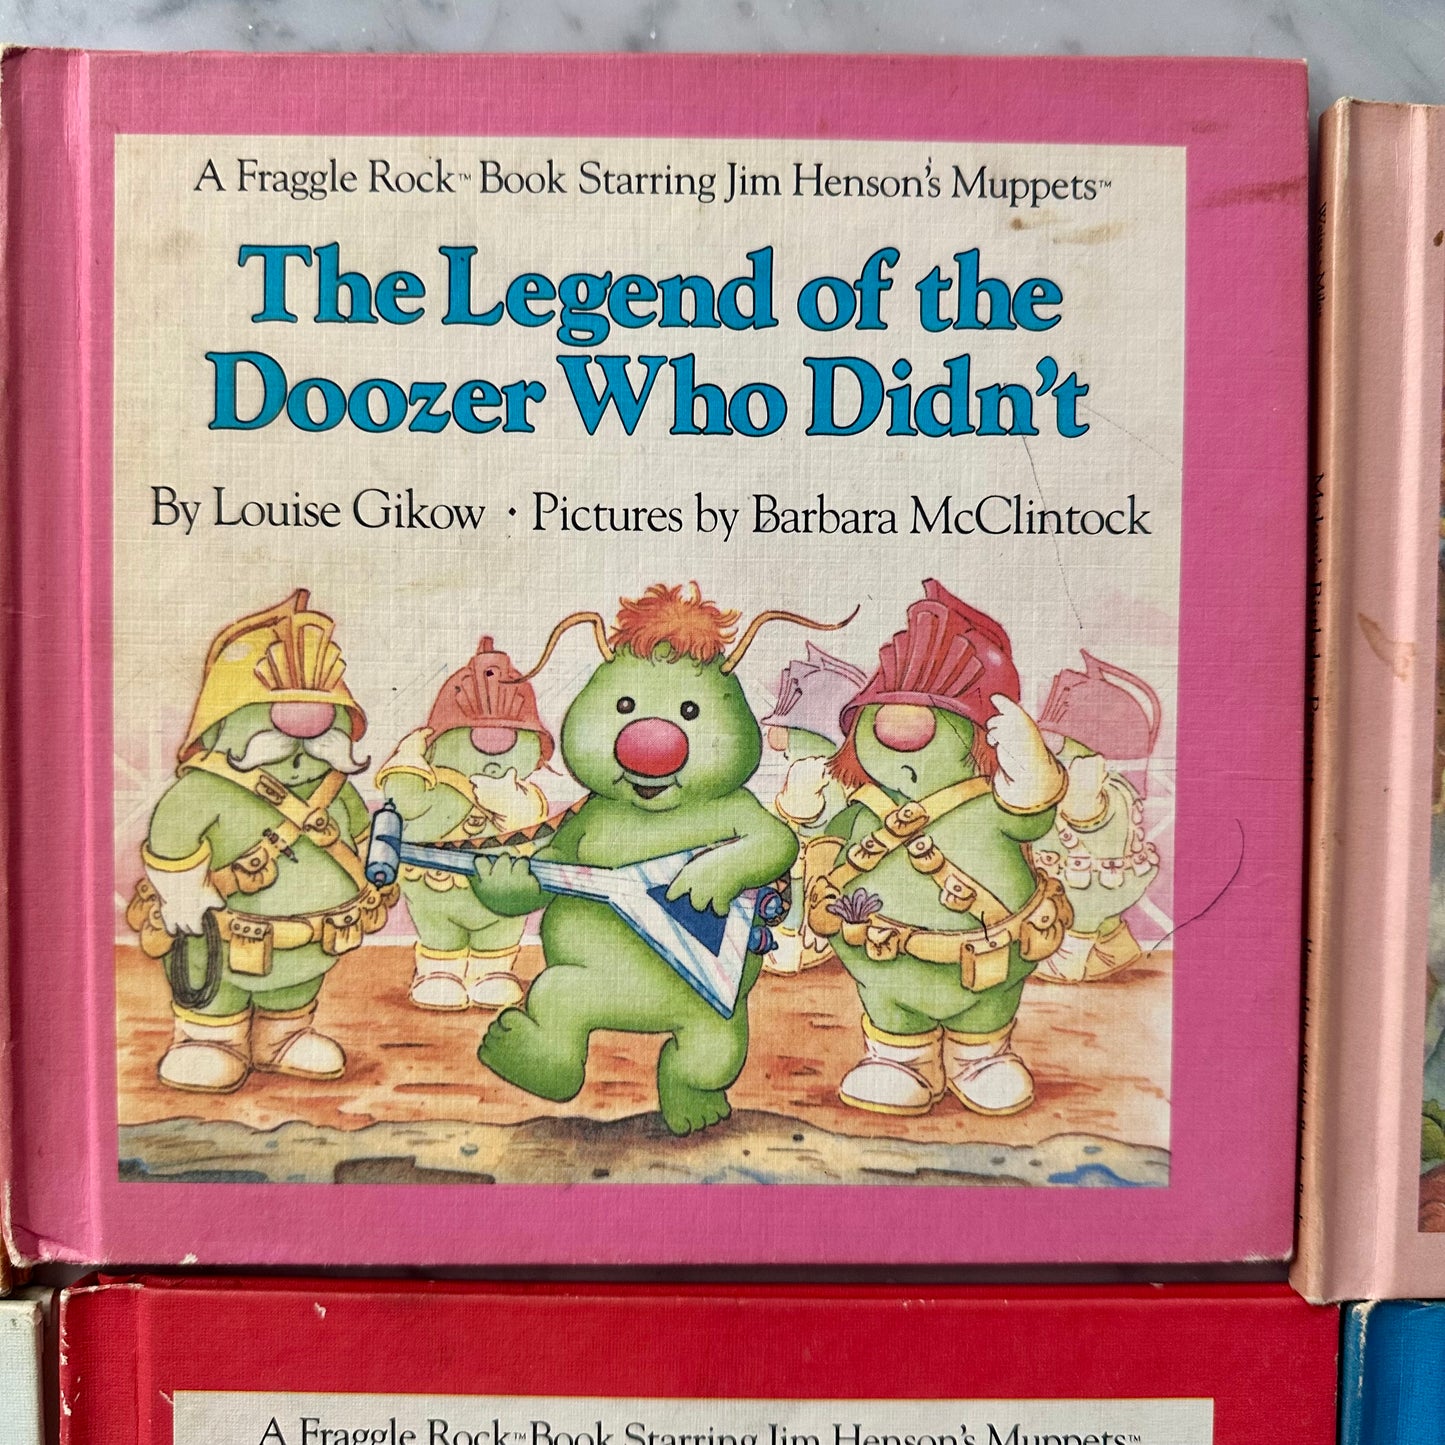 A Fraggle Rock™ Book Starring Jim Henson's Muppets™
The Legend of the
Doozer Who Didn't
By Louise Gikow · Pictures by Barbara McClintock
A Fraggle Rock™ Book Starring Jim Henson's Muppets™